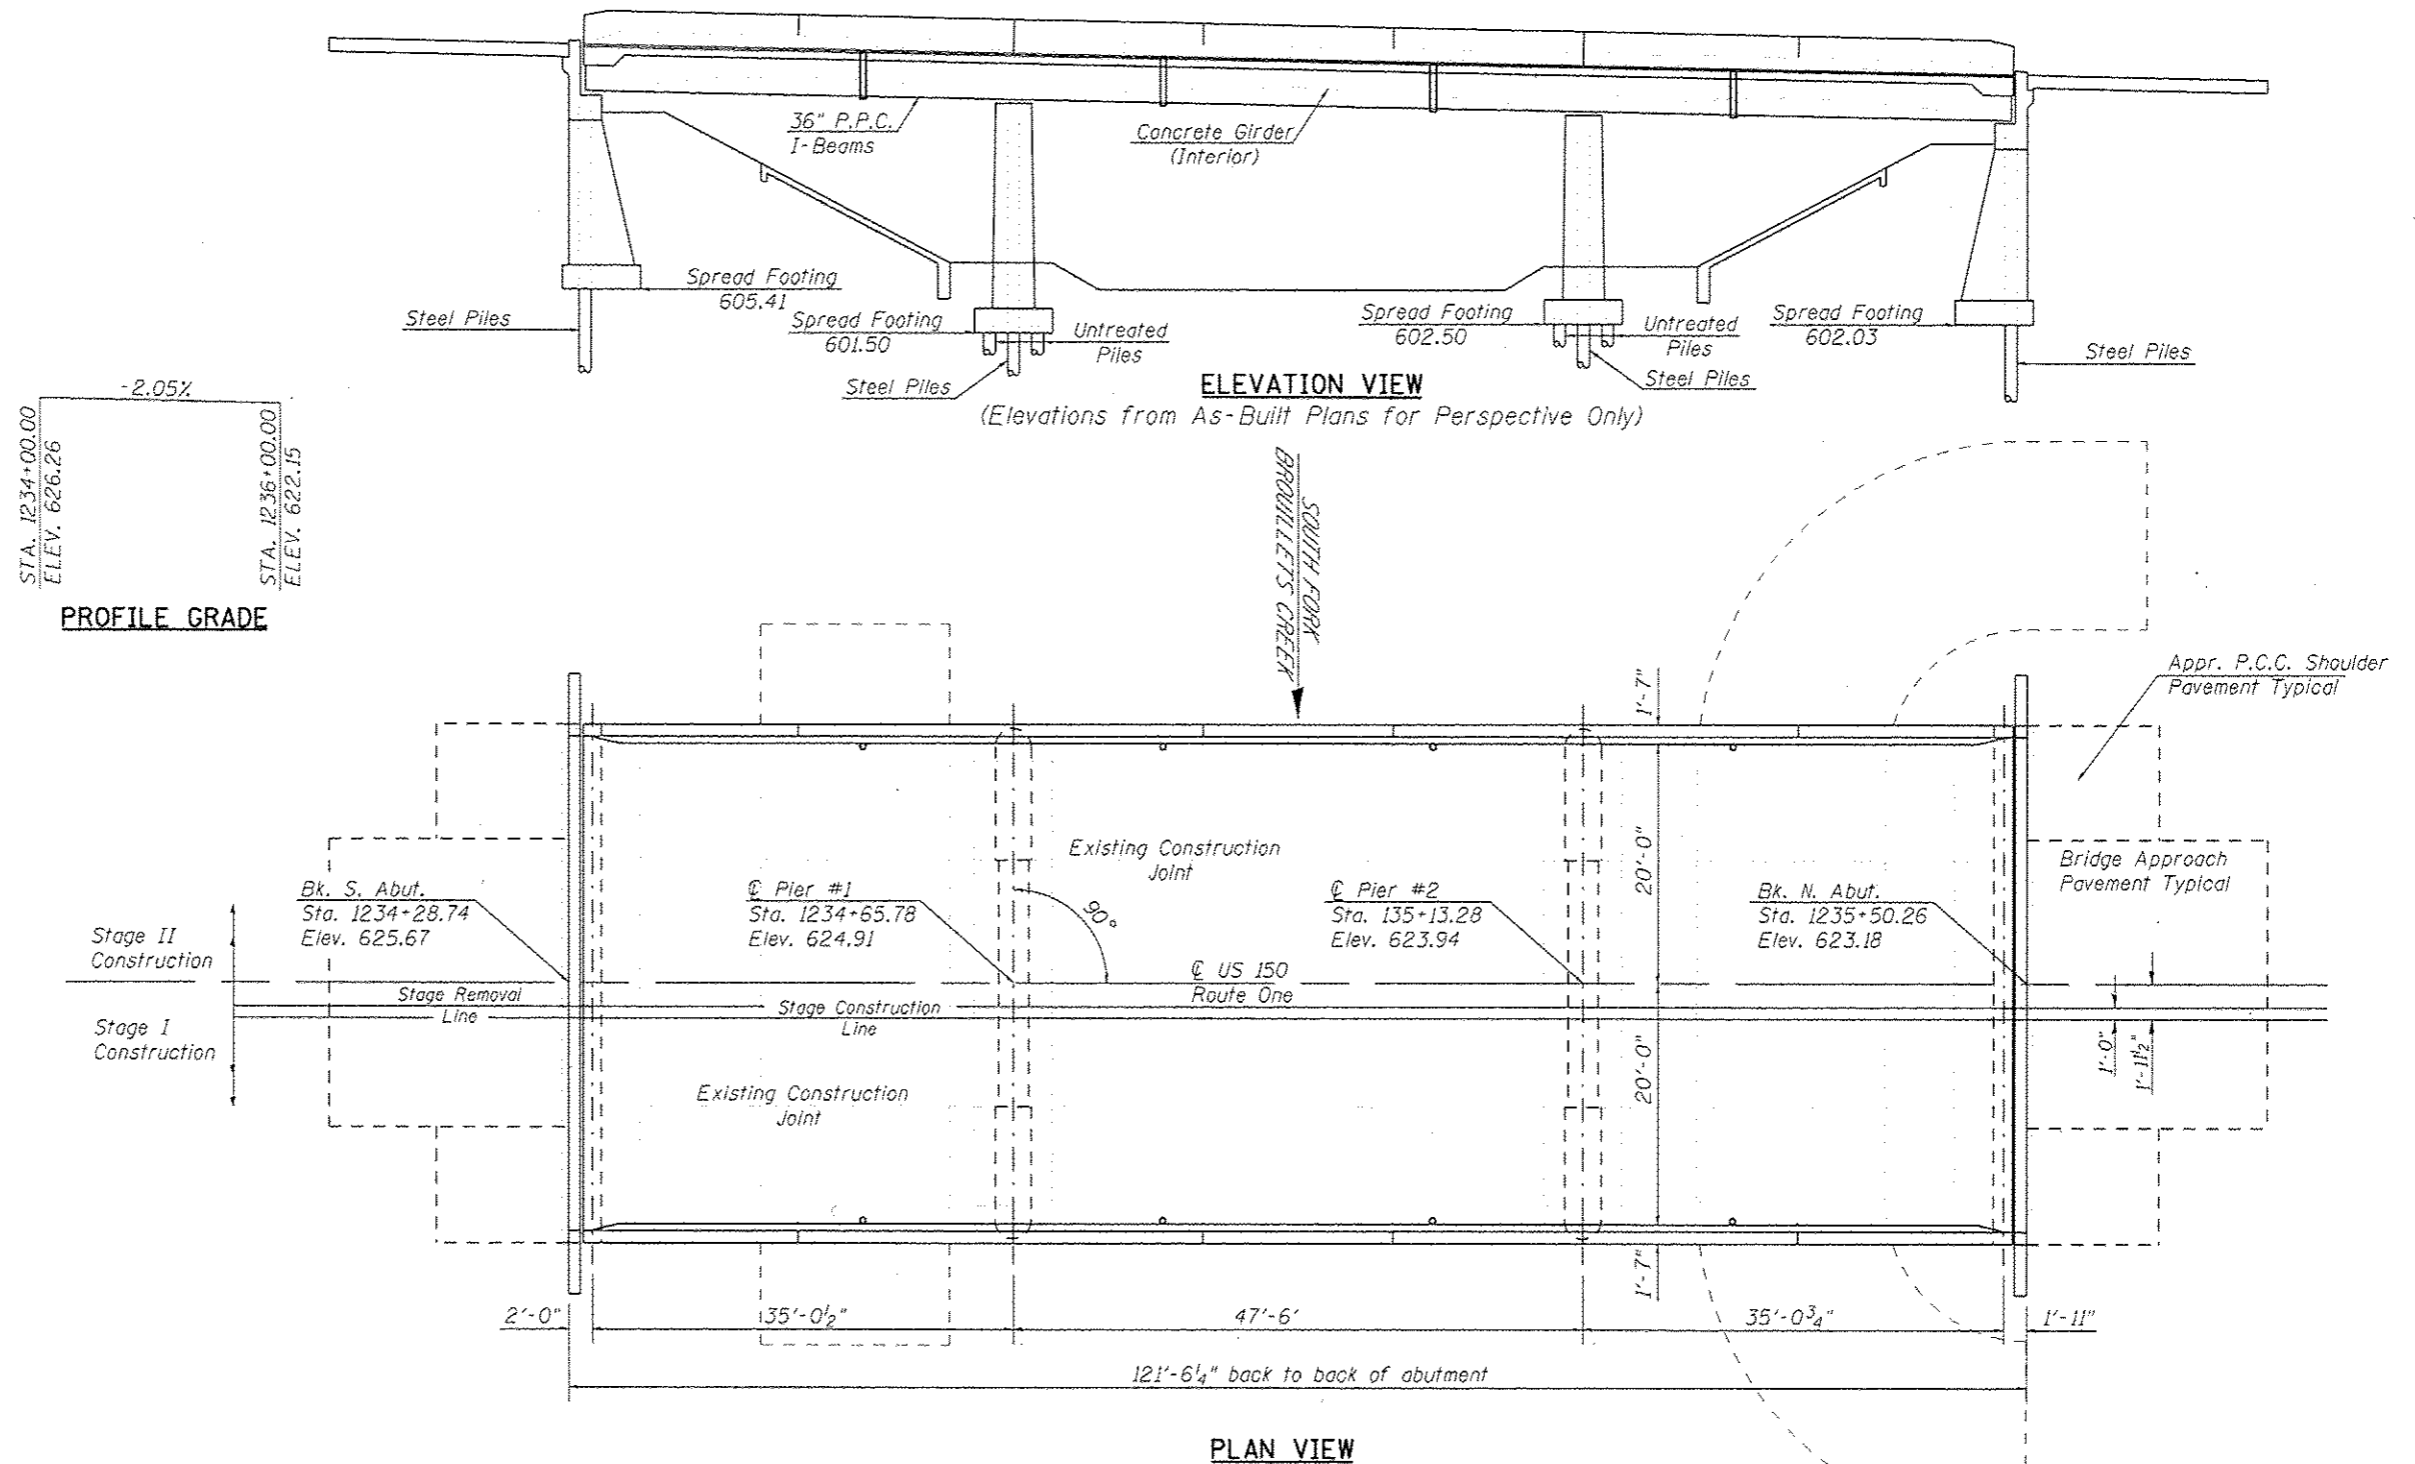 36" P.P.C.
I-Beams
Concrete Girder
(Interior)
Spread Footing
605.41
Steel Piles
Spread Footing
601.50
Untreated
Piles
Steel Piles
Spread Footing
602.50
Untreated
Piles
Steel Piles
Spread Footing
602.03
Steel Piles
ELEVATION VIEW
(Elevations from As-Built Plans for Perspective Only)
-2.05%
STA. 1234+00.00
ELEV. 626.26
STA. 1236+00.00
ELEV. 622.15
PROFILE GRADE
SOUTH FORK
BROUILLETS CREEK
Appr. P.C.C. Shoulder
Pavement Typical
1'-7"
20'-0"
Existing Construction
Joint
Bridge Approach
Pavement Typical
Bk. S. Abut.
Sta. 1234+28.74
Elev. 625.67
℄ Pier #1
Sta. 1234+65.78
Elev. 624.91
90°
℄ Pier #2
Sta. 135+13.28
Elev. 623.94
Bk. N. Abut.
Sta. 1235+50.26
Elev. 623.18
Stage II
Construction
℄ US 150
Route One
Stage Removal
Line
Stage Construction
Line
Stage I
Construction
1'-0"
1'-11½"
20'-0"
Existing Construction
Joint
1'-7"
2'-0"
35'-0½"
47'-6'
35'-0¾"
1'-11"
121'-6¼" back to back of abutment
PLAN VIEW